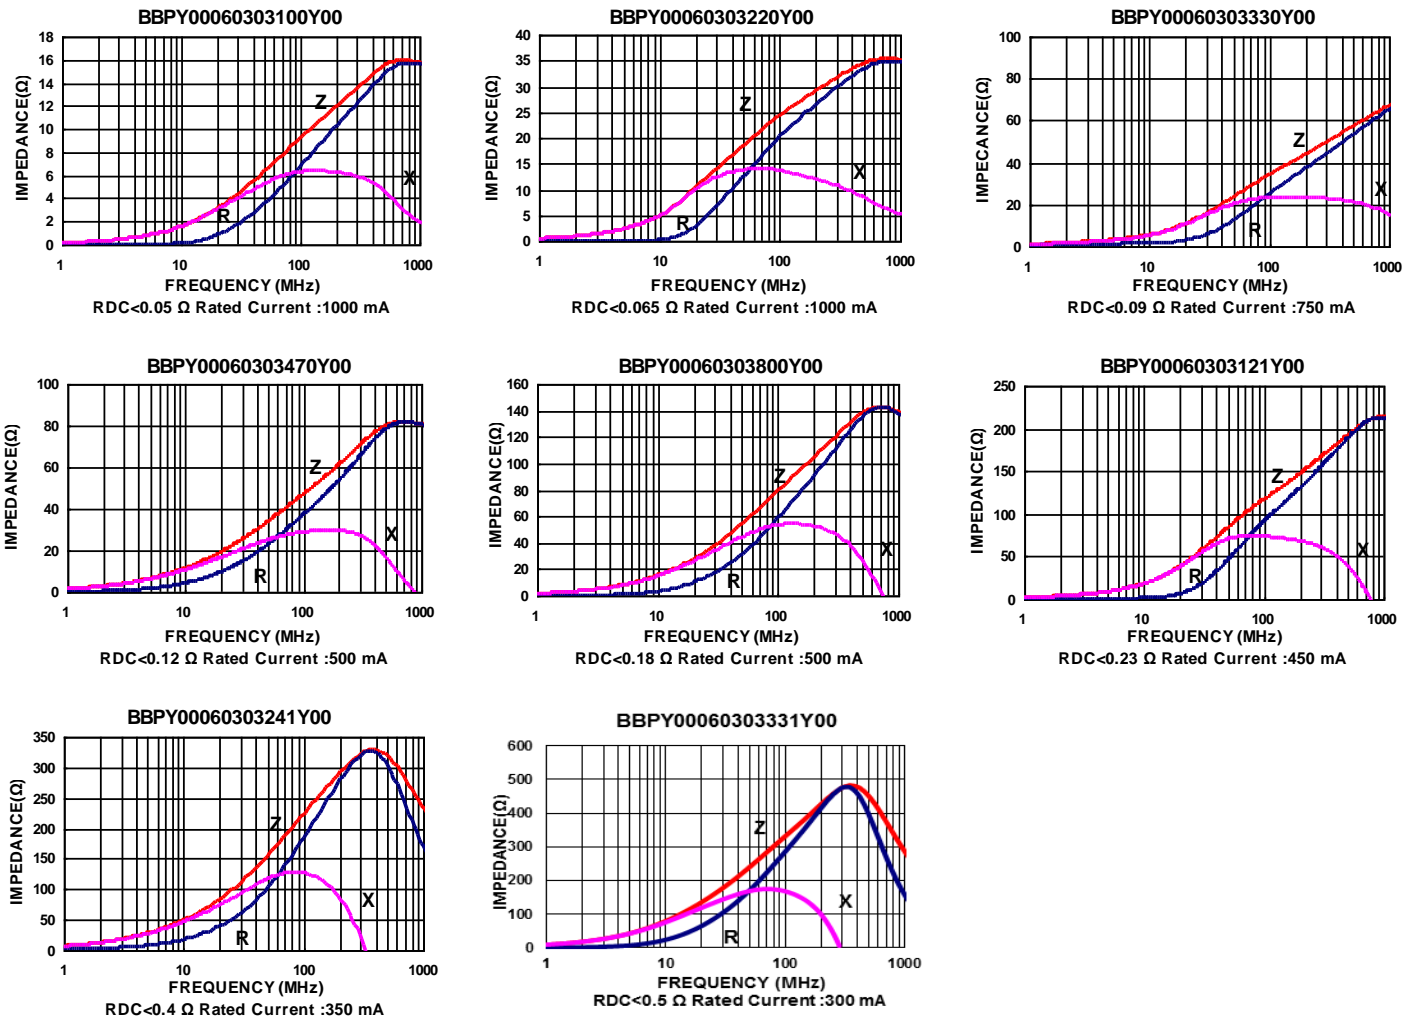 BBPY00060303100Y00
IMPEDANCE(Ω)
18
16
14
12
10
8
6
4
2
0
Z
R
X
1 10 100 1000
FREQUENCY (MHz)
RDC<0.05 Ω Rated Current :1000 mA
BBPY00060303220Y00
IMPEDANCE(Ω)
40
35
30
25
20
15
10
5
0
Z
R
X
1 10 100 1000
FREQUENCY (MHz)
RDC<0.065 Ω Rated Current :1000 mA
BBPY00060303330Y00
IMPECANCE(Ω)
100
80
60
40
20
0
Z
R
X
1 10 100 1000
FREQUENCY (MHz)
RDC<0.09 Ω Rated Current :750 mA
BBPY00060303470Y00
IMPEDANCE(Ω)
100
80
60
40
20
0
Z
R
X
1 10 100 1000
FREQUENCY (MHz)
RDC<0.12 Ω Rated Current :500 mA
BBPY00060303800Y00
IMPEDANCE(Ω)
160
140
120
100
80
60
40
20
0
Z
R
X
1 10 100 1000
FREQUENCY (MHz)
RDC<0.18 Ω Rated Current :500 mA
BBPY00060303121Y00
IMPEDANCE(Ω)
250
200
150
100
50
0
Z
R
X
1 10 100 1000
FREQUENCY (MHz)
RDC<0.23 Ω Rated Current :450 mA
BBPY00060303241Y00
IMPEDANCE(Ω)
350
300
250
200
150
100
50
0
Z
R
X
1 10 100 1000
FREQUENCY (MHz)
RDC<0.4 Ω Rated Current :350 mA
BBPY00060303331Y00
IMPEDANCE(Ω)
600
500
400
300
200
100
0
Z
R
X
1 10 100 1000
FREQUENCY (MHz)
RDC<0.5 Ω Rated Current :300 mA